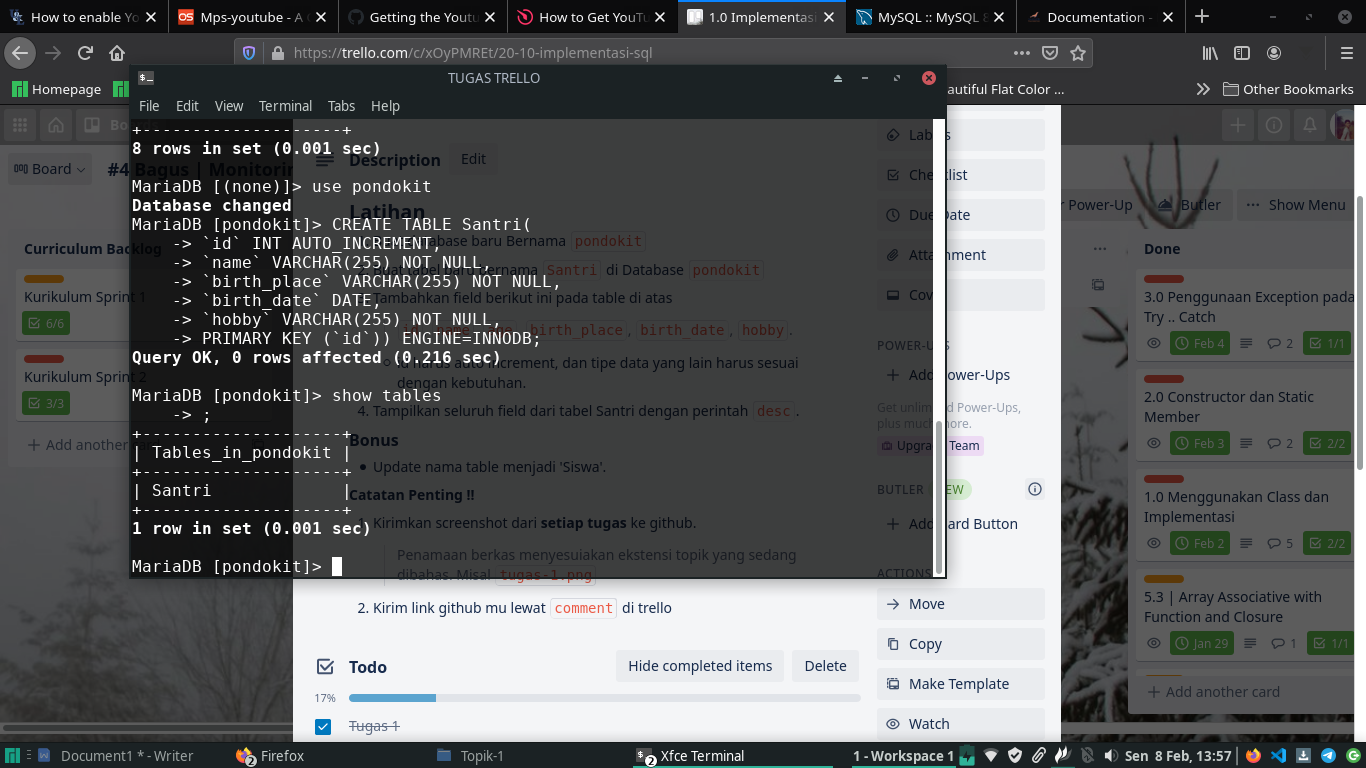 How to enable Yo
Mps-youtube - A C
Getting the Youtu
How to Get YouTu
1.0 Implementasi
MySQL :: MySQL 8
Documentation -
https://trello.com/c/xOyPMREt/20-10-implementasi-sql
Homepage
autiful Flat Color ...
Other Bookmarks
TUGAS TRELLO
File Edit View Terminal Tabs Help
+--------------------+
8 rows in set (0.001 sec)
MariaDB [(none)]> use pondokit
Database changed
MariaDB [pondokit]> CREATE TABLE Santri(
-> `id` INT AUTO_INCREMENT,
-> `name` VARCHAR(255) NOT NULL,
-> `birth_place` VARCHAR(255) NOT NULL,
-> `birth_date` DATE,
-> `hobby` VARCHAR(255) NOT NULL,
-> PRIMARY KEY (`id`)) ENGINE=INNODB;
Query OK, 0 rows affected (0.216 sec)
MariaDB [pondokit]> show tables
-> ;
+--------------------+
| Tables_in_pondokit |
+--------------------+
| Santri             |
+--------------------+
1 row in set (0.001 sec)
MariaDB [pondokit]>
Board
#4 Bagus | Monitorin
r Power-Up
Butler
Show Menu
Curriculum Backlog
Kurikulum Sprint 1
6/6
Kurikulum Sprint 2
3/3
Add another
Description
Edit
Latihan
database baru Bernama pondokit
2. Buat tabel baru bernama Santri di Database pondokit
Tambahkan field berikut ini pada table di atas
id, name, birth_place, birth_date, hobby.
id harus auto increment, dan tipe data yang lain harus sesuai
dengan kebutuhan.
4. Tampilkan seluruh field dari tabel Santri dengan perintah desc.
Bonus
Update nama table menjadi 'Siswa'.
Catatan Penting !!
1. Kirimkan screenshot dari setiap tugas ke github.
Penamaan berkas menyesuaikan ekstensi topik yang sedang
dibahas. Misal tugas-1.png
2. Kirim link github mu lewat comment di trello
Todo
Hide completed items
Delete
17%
Tugas 1
Labels
Checklist
Due Date
Attachment
Cov
POWER-UPS
Add Power-Ups
Get unlimited Power-Ups,
plus much more.
Upgrade Team
BUTLER
NEW
Add Card Button
ACTIONS
Move
Copy
Make Template
Watch
Done
3.0 Penggunaan Exception pada
Try .. Catch
Feb 4
2
1/1
2.0 Constructor dan Static
Member
Feb 3
2
2/2
1.0 Menggunakan Class dan
Implementasi
Feb 2
5
2/2
5.3 | Array Associative with
Function and Closure
Jan 29
1
1/1
Add another card
Document1 * - Writer
2
Firefox
Topik-1
2
Xfce Terminal
1 - Workspace 1
Sen 8 Feb, 13:57